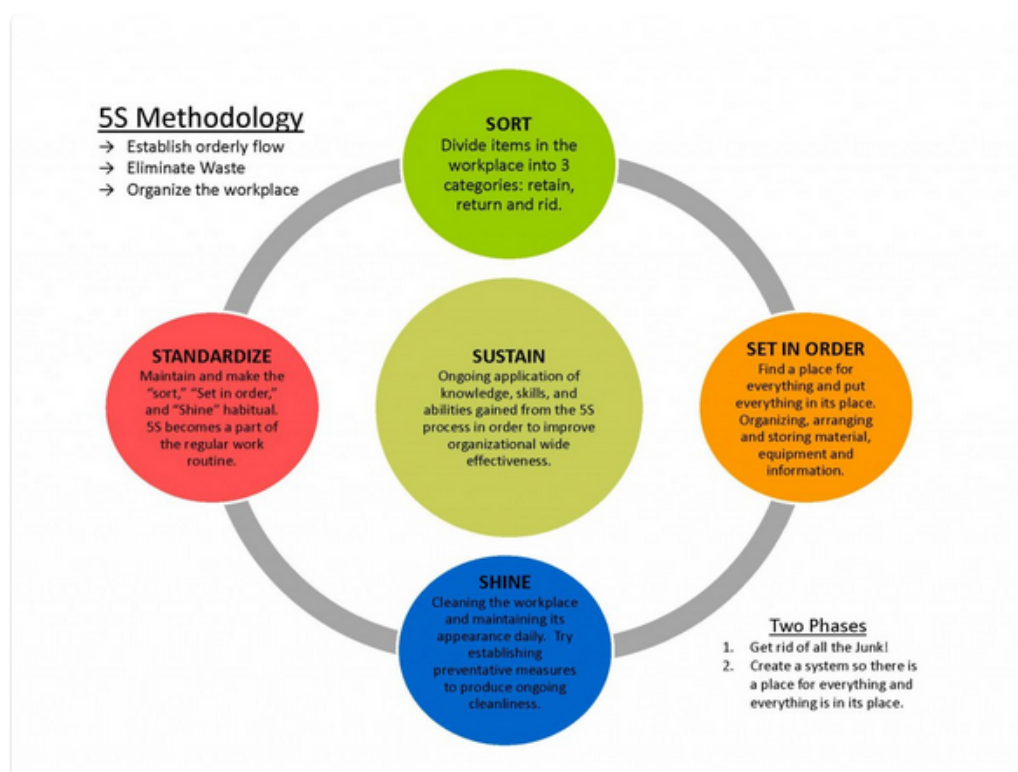 5S Methodology
→ Establish orderly flow
→ Eliminate Waste
→ Organize the workplace
SORT
Divide items in the
workplace into 3
categories: retain,
return and rid.
SET IN ORDER
Find a place for
everything and put
everything in its place.
Organizing, arranging
and storing material,
equipment and
information.
SHINE
Cleaning the workplace
and maintaining its
appearance daily. Try
establishing
preventative measures
to produce ongoing
cleanliness.
STANDARDIZE
Maintain and make the
“sort,” “Set in order,”
and “Shine” habitual.
5S becomes a part of
the regular work
routine.
SUSTAIN
Ongoing application of
knowledge, skills, and
abilities gained from the 5S
process in order to improve
organizational wide
effectiveness.
Two Phases
1. Get rid of all the Junk!
2. Create a system so there is
a place for everything and
everything is in its place.